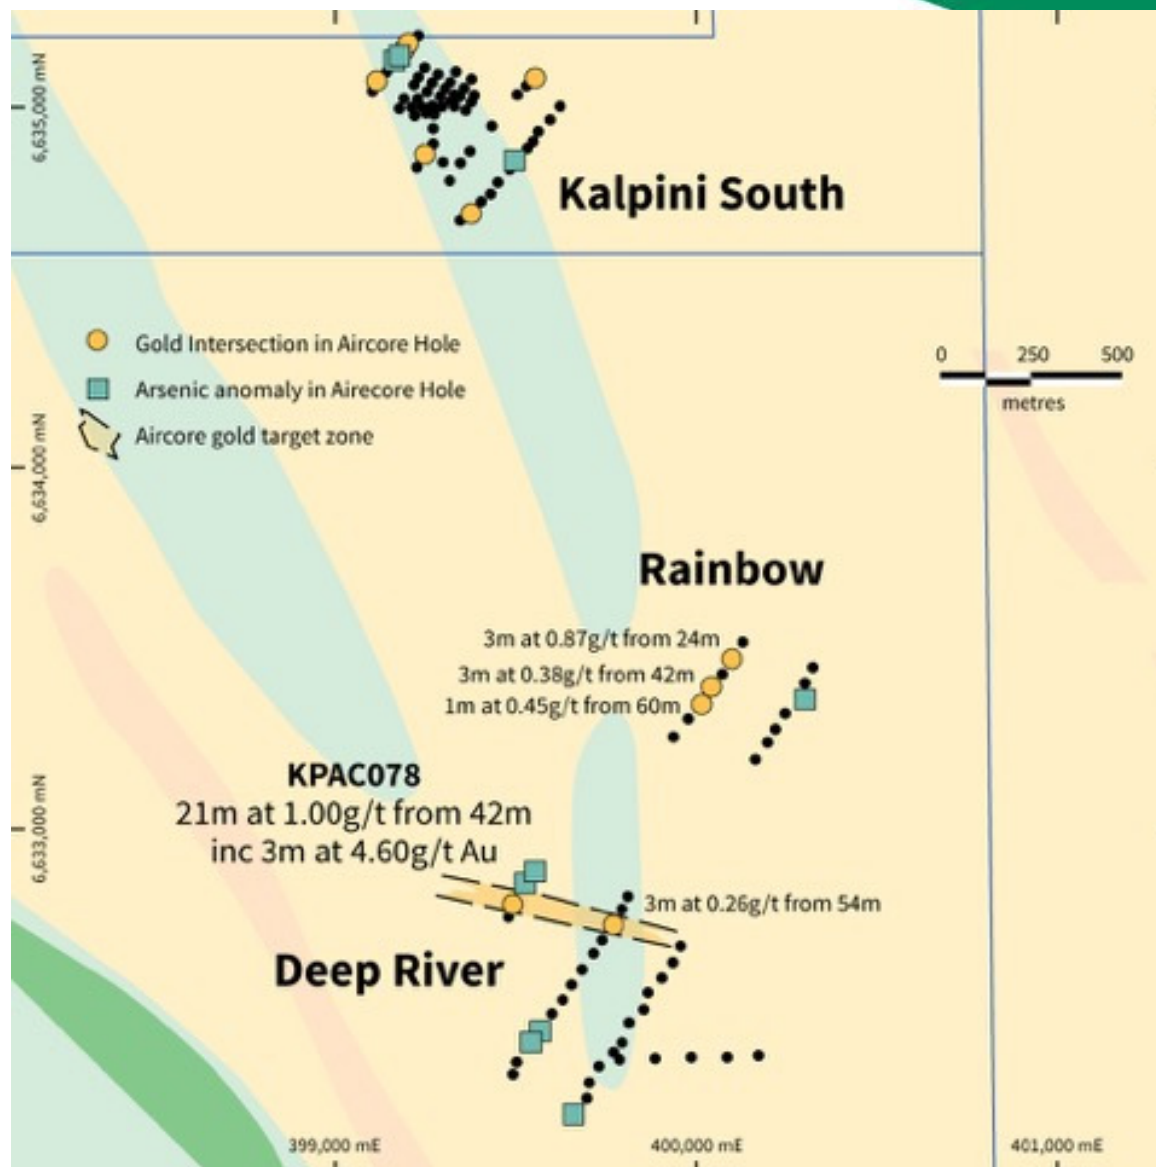 6,635,000 mN
Kalpini South
Gold Intersection in Aircore Hole
Arsenic anomaly in Airecore Hole
Aircore gold target zone
0 250 500
metres
6,634,000 mN
Rainbow
3m at 0.87g/t from 24m
3m at 0.38g/t from 42m
1m at 0.45g/t from 60m
KPAC078
21m at 1.00g/t from 42m
inc 3m at 4.60g/t Au
6,633,000 mN
3m at 0.26g/t from 54m
Deep River
399,000 mE 400,000 mE 401,000 mE